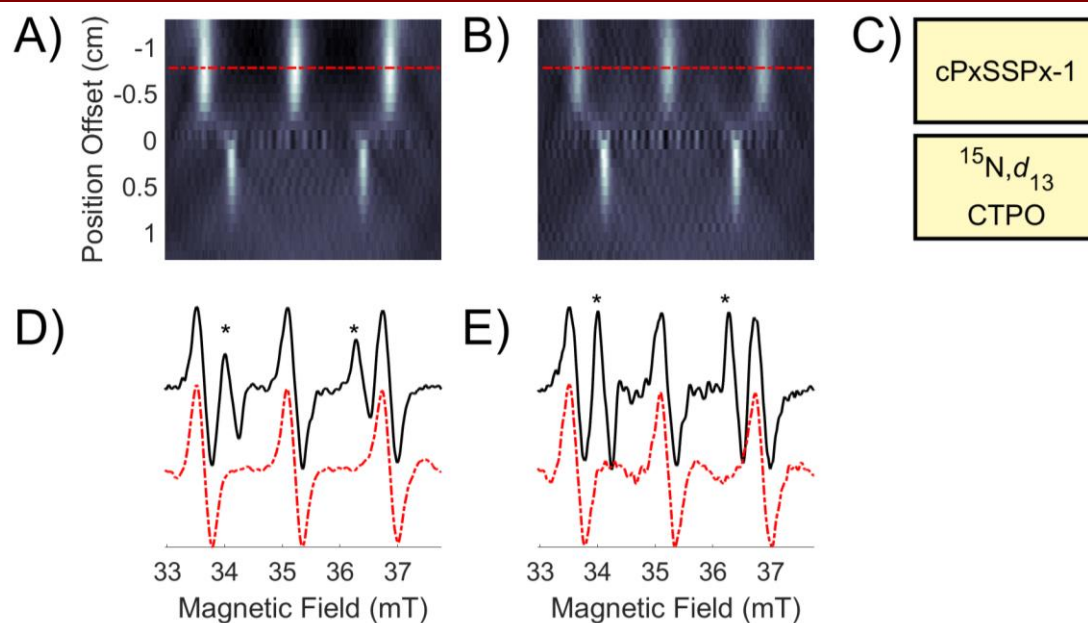 A)
B)
C)
Position Offset (cm)
-1
-0.5
0
0.5
1
cPxSSPx-1
¹⁵N,d₁₃
CTPO
D)
E)
*
*
*
*
33 34 35 36 37
Magnetic Field (mT)
33 34 35 36 37
Magnetic Field (mT)